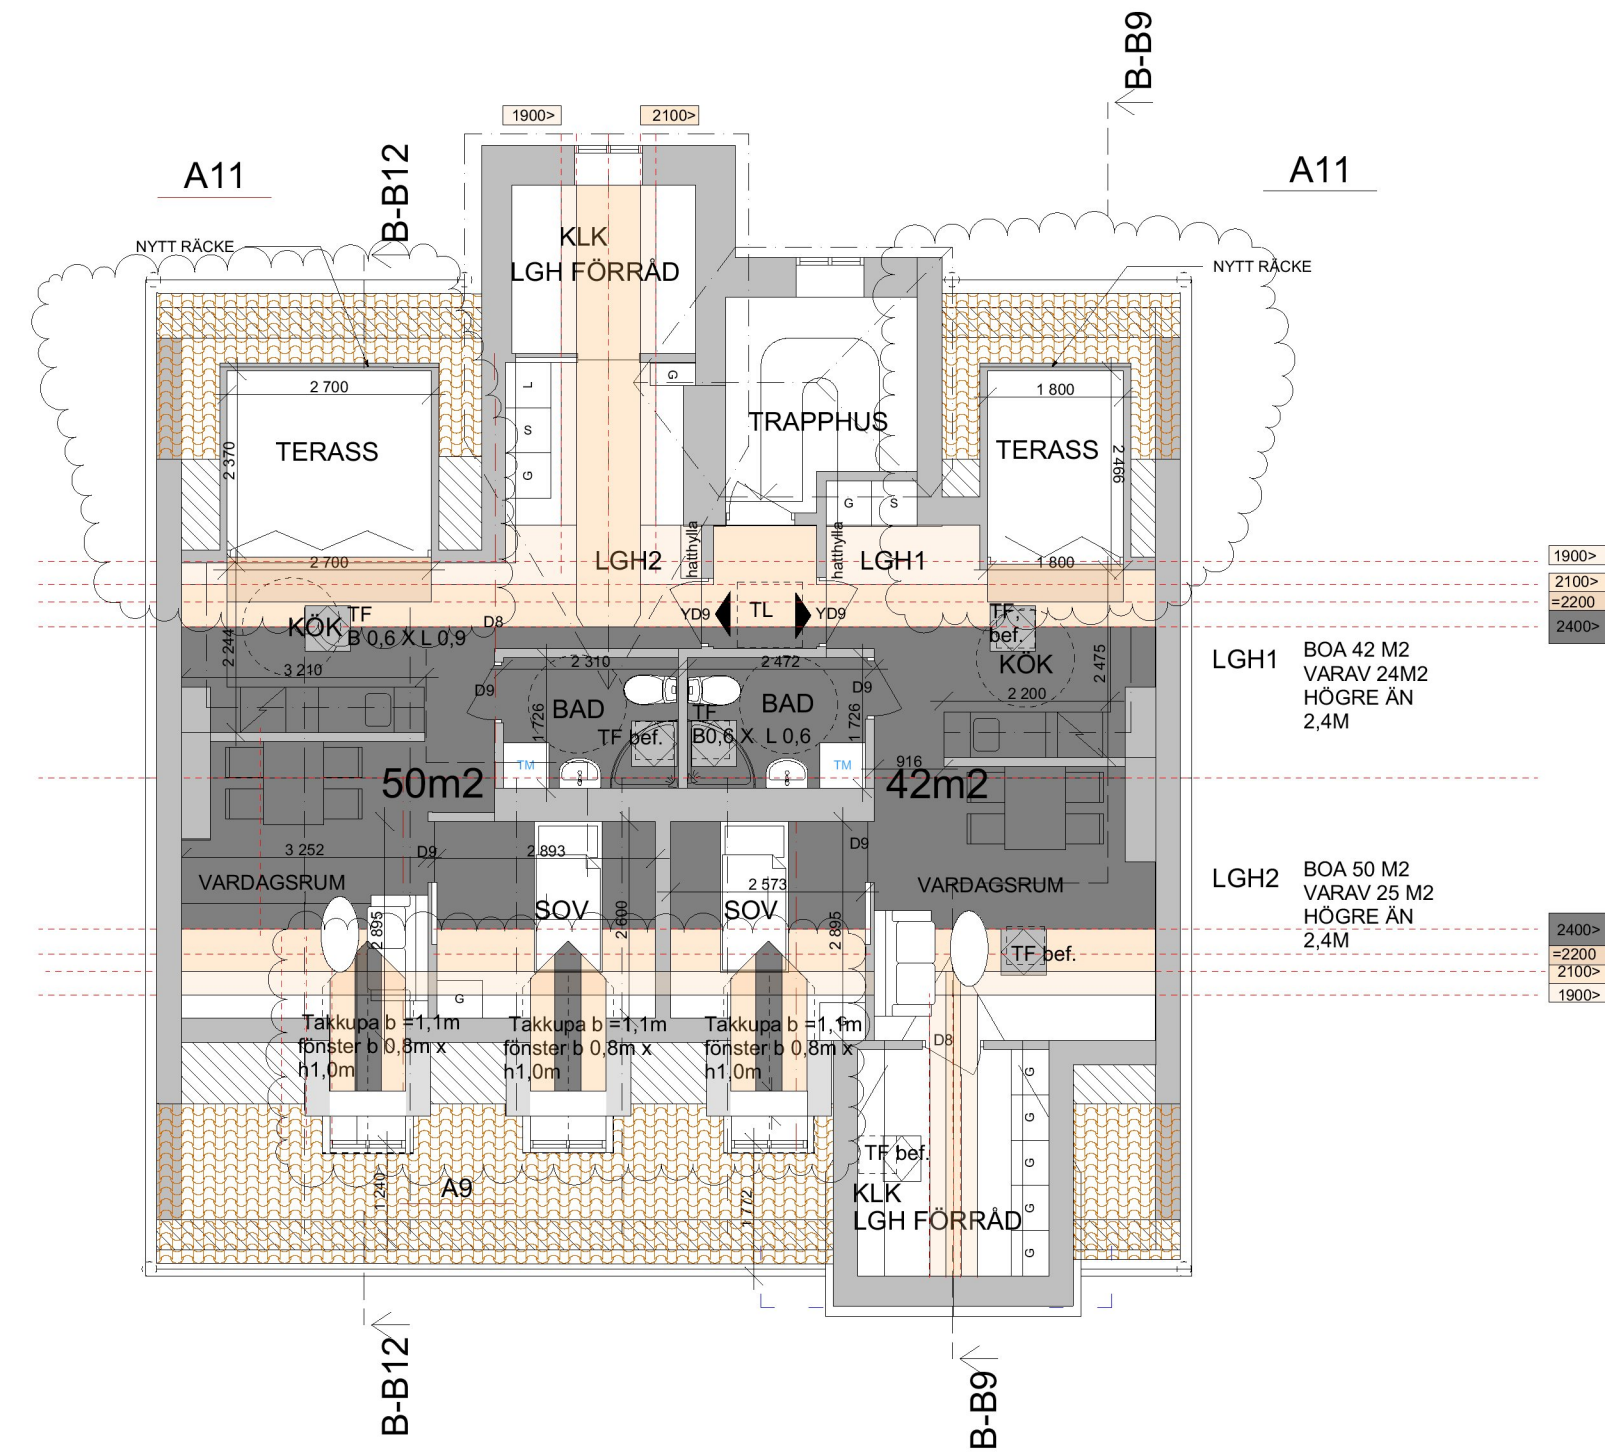 B-B9
1900>
2100>
A11
B-B12
A11
NYTT RÄCKE
KLK
LGH FÖRRÅD
NYTT RÄCKE
2 700
L
G
1 800
TERASS
2 370
S
TRAPPHUS
TERASS
2 466
G
G
S
hatthylla
hatthylla
2 700
LGH2
LGH1
1 800
1900>
2100>
=2200
2400>
KÖK
TF
B 0,6 X L 0,9
D8
YD9
TL
YD9
TF,
bef.
KÖK
2 244
3 210
2 310
2 472
2 475
LGH1
BOA 42 M2
VARAV 24M2
HÖGRE ÄN
2,4M
D9
BAD
1 726
TF bef.
TF
B0,6 X L 0,6
BAD
D9
1 726
2 200
TM
TM
916
50m2
42m2
3 252
D9
2 893
D9
VARDAGSRUM
2 573
VARDAGSRUM
LGH2
BOA 50 M2
VARAV 25 M2
HÖGRE ÄN
2,4M
SOV
SOV
2 895
2 600
2 895
TF bef.
2400>
=2200
2100>
1900>
G
G
Takkupa b =1,1m
fönster b 0,8m x
h1,0m
Takkupa b =1,1m
fönster b 0,8m x
h1,0m
Takkupa b =1,1m
fönster b 0,8m x
h1,0m
D8
G
G
G
G
G
TF bef.
A9
1 240
1 772
KLK
LGH FÖRRÅD
B-B12
B-B9